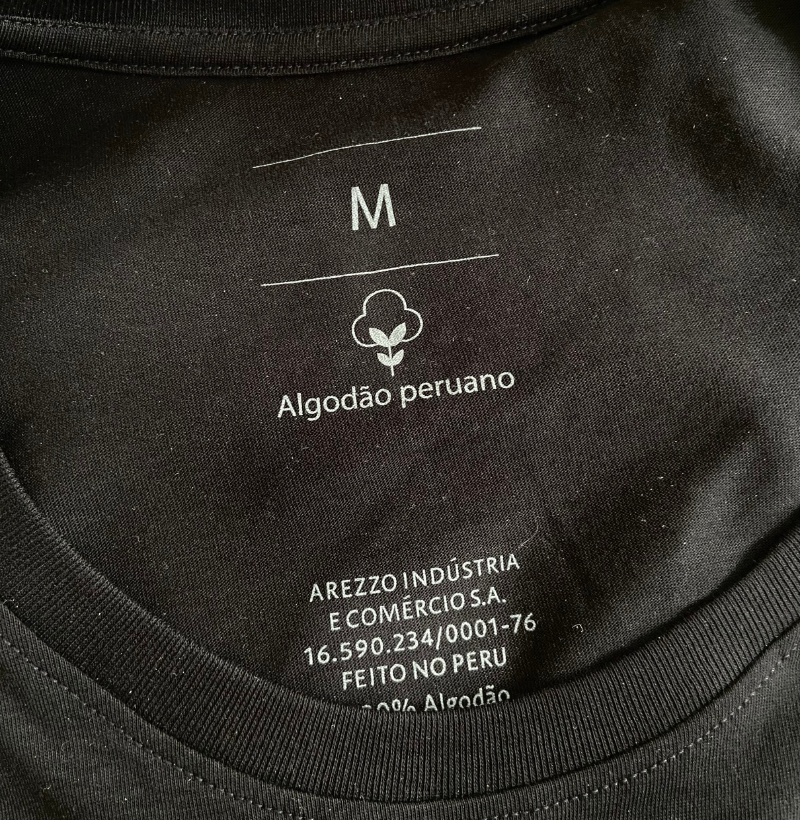 M
Algodão peruano
AREZZO INDÚSTRIA
E COMÉRCIO S.A.
16.590.234/0001-76
FEITO NO PERU
Algodão